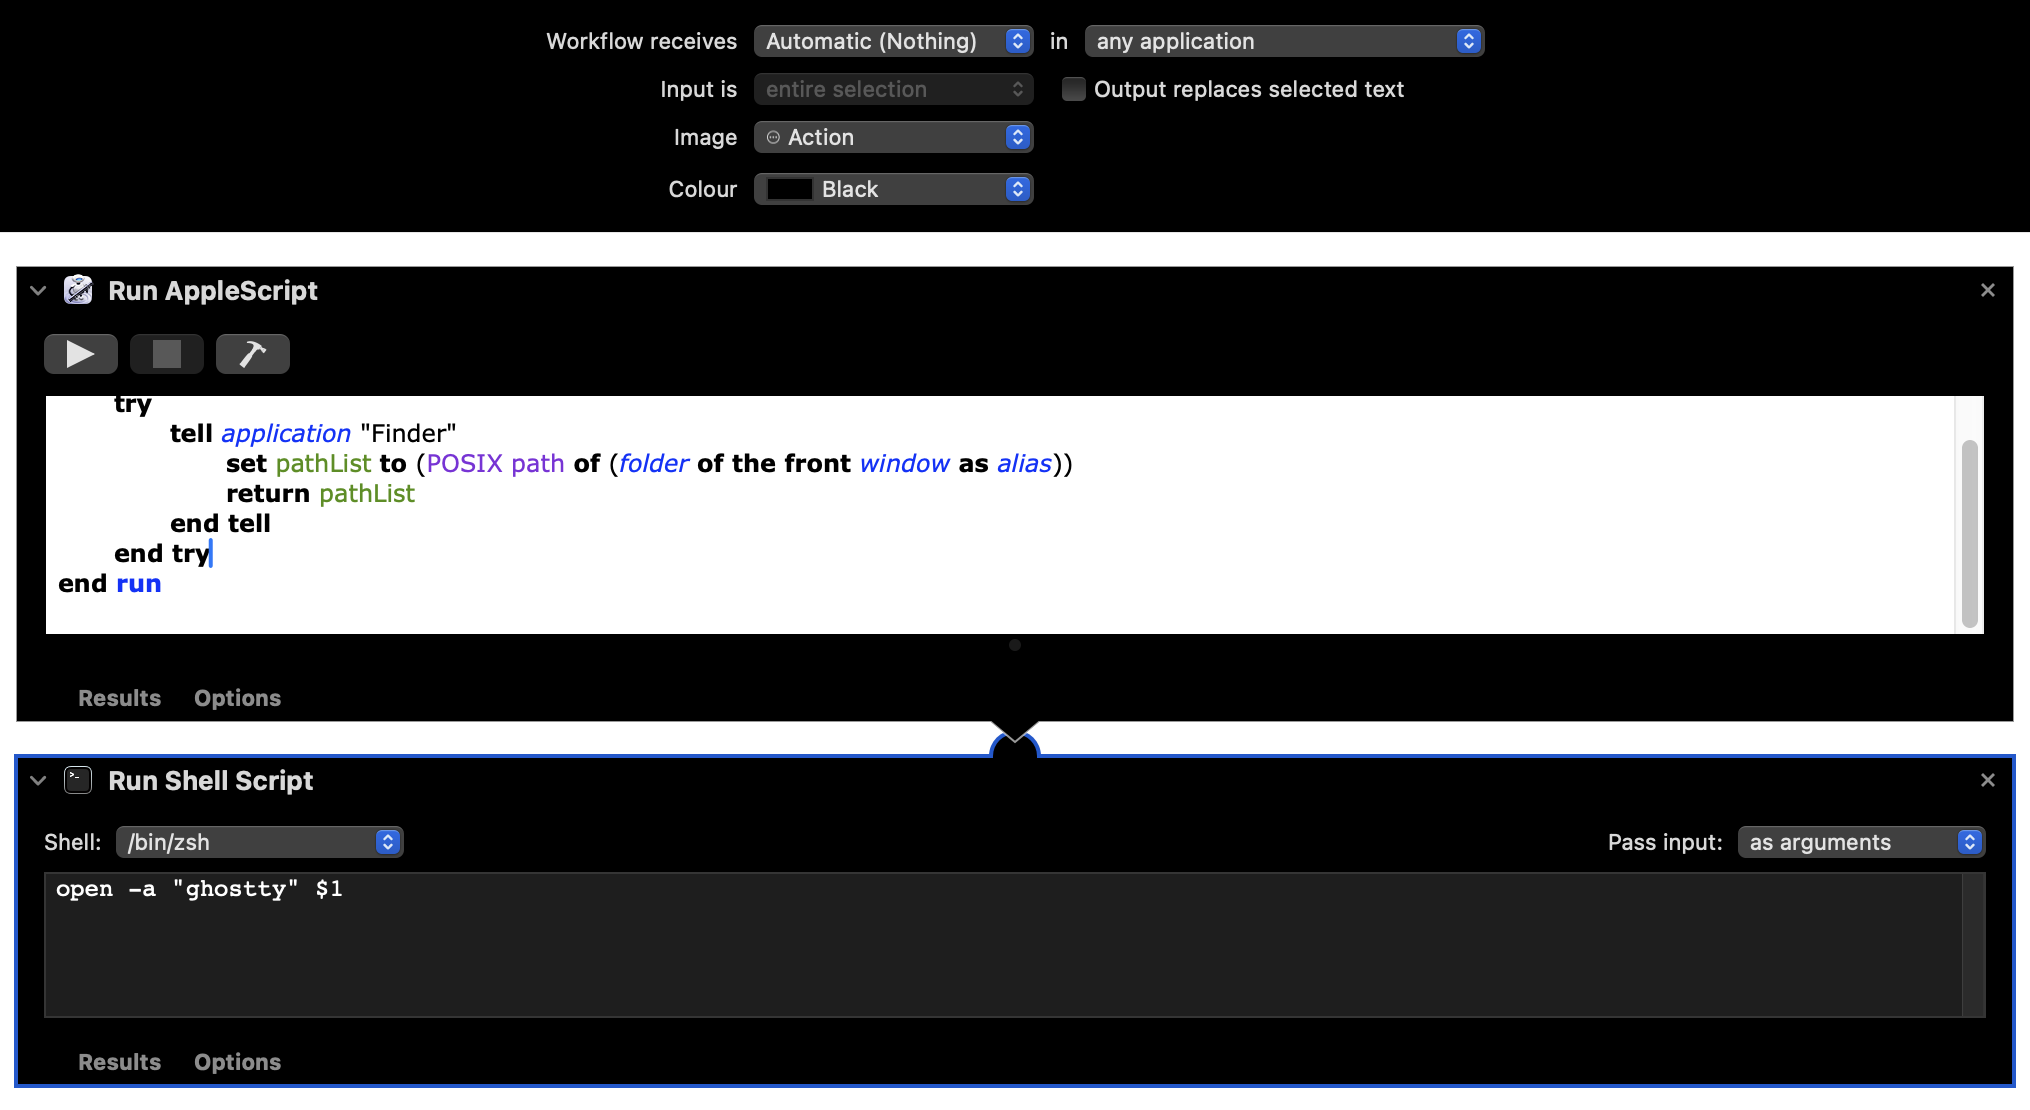 Workflow receives Automatic (Nothing) in any application
Input is entire selection Output replaces selected text
Image Action
Colour Black
Run AppleScript
try
tell application "Finder"
set pathList to (POSIX path of (folder of the front window as alias))
return pathList
end tell
end try
end run
Results Options
Run Shell Script
Shell: /bin/zsh Pass input: as arguments
open -a "ghostty" $1
Results Options